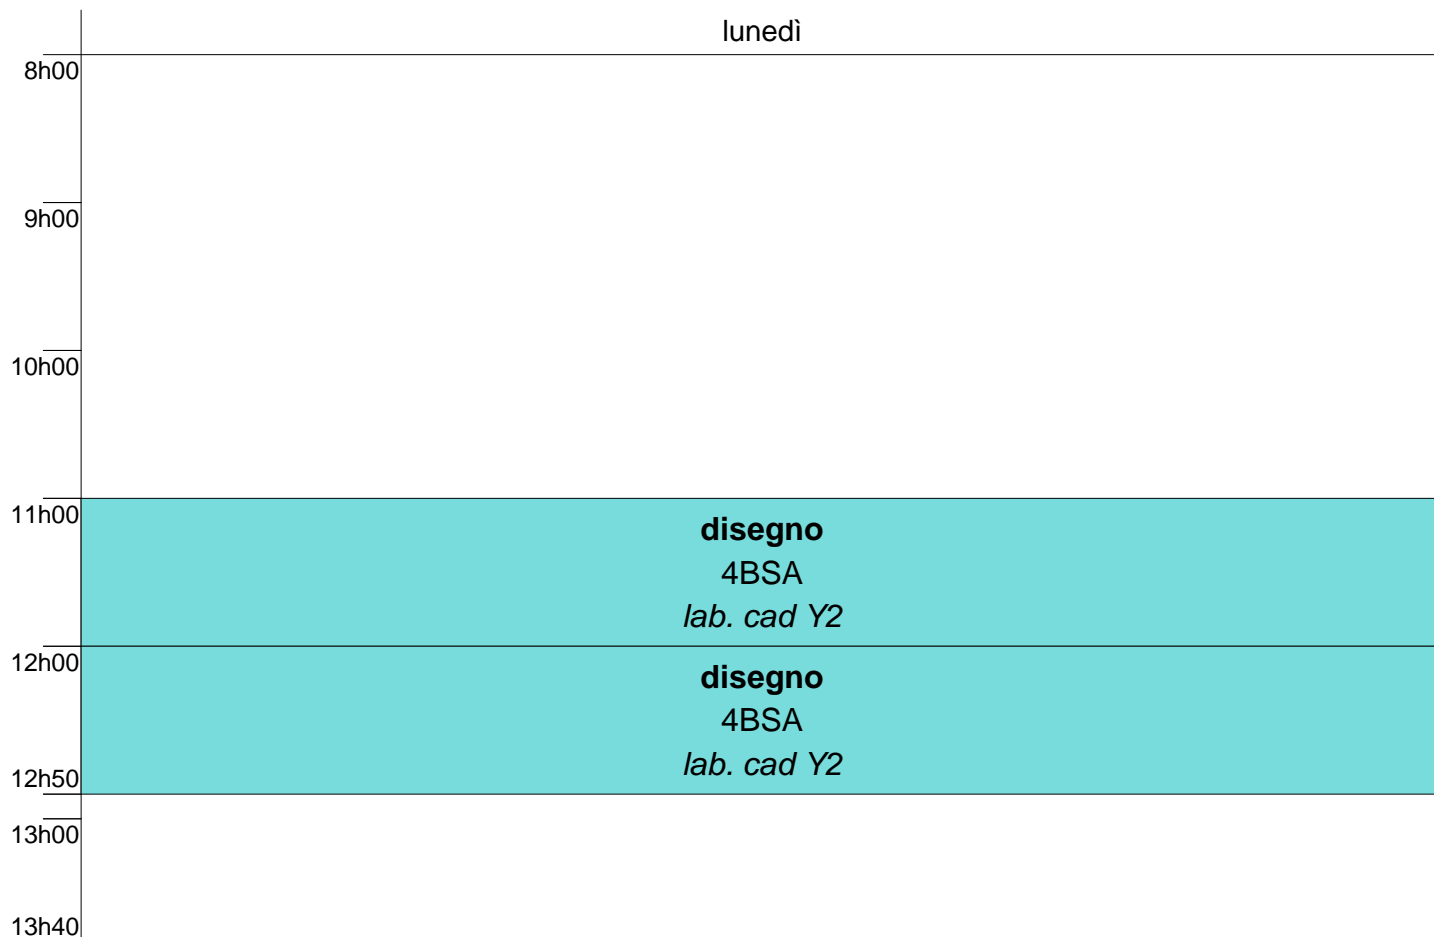 lunedì
8h00
9h00
10h00
11h00
disegno
4BSA
lab. cad Y2
12h00
disegno
4BSA
lab. cad Y2
12h50
13h00
13h40